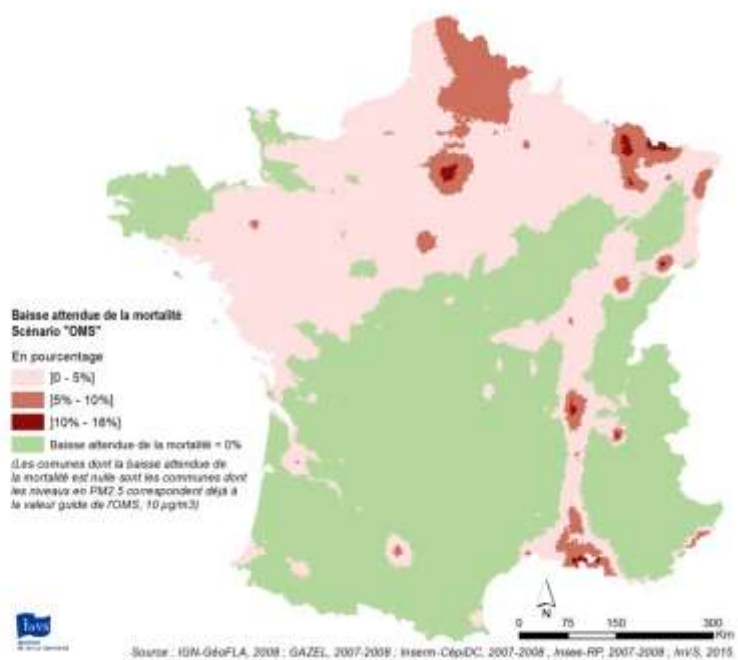 Baisse attendue de la mortalité
Scénario "OMS"
En pourcentage
]0 - 5%]
]5% - 10%]
]10% - 16%]
Baisse attendue de la mortalité = 0%
(Les comunes dont la baisse attendue de
la mortalité est nulle sont les communes dont
les niveaux en PM2.5 correspondent déjà à
la valeur guide de l'OMS, 10 µg/m3)
N
0 75 150 300
Km
InVS
Source : IGN-GéoFLA, 2008 ; GAZEL, 2007-2008 ; Inserm-CépiDC, 2007-2008 , Insee-RP, 2007-2008 ; InVS, 2015